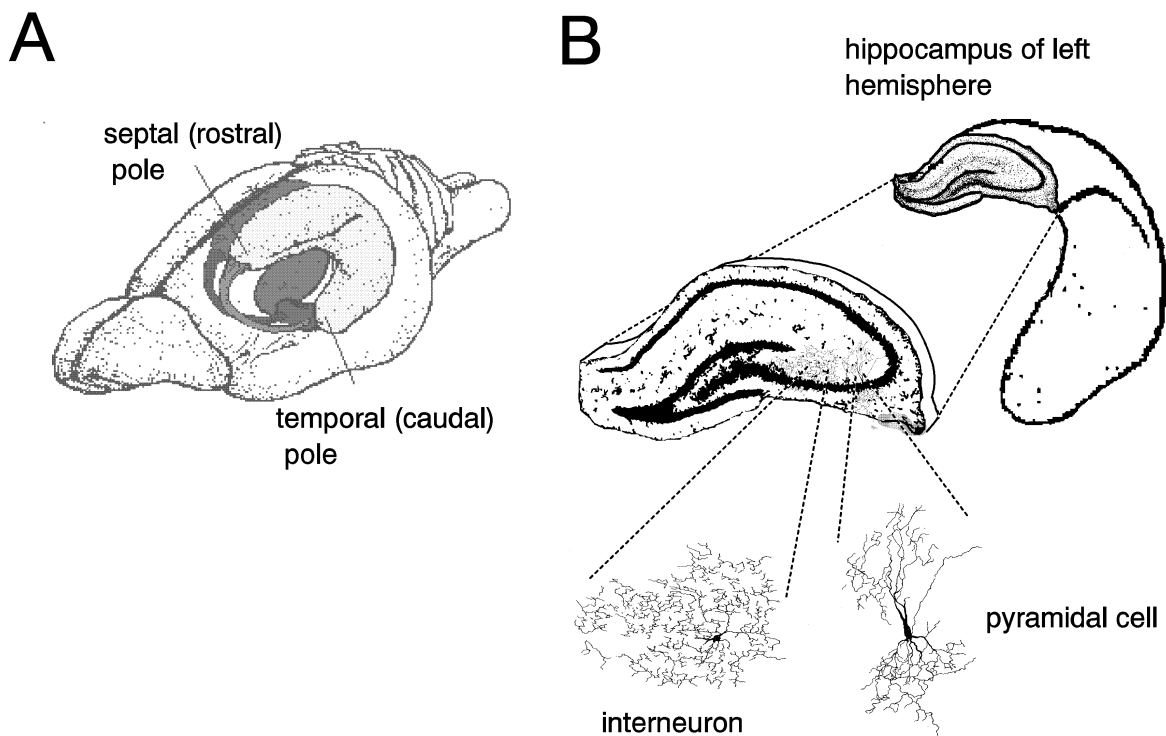 A
B
hippocampus of left
hemisphere
septal (rostral)
pole
temporal (caudal)
pole
pyramidal cell
interneuron